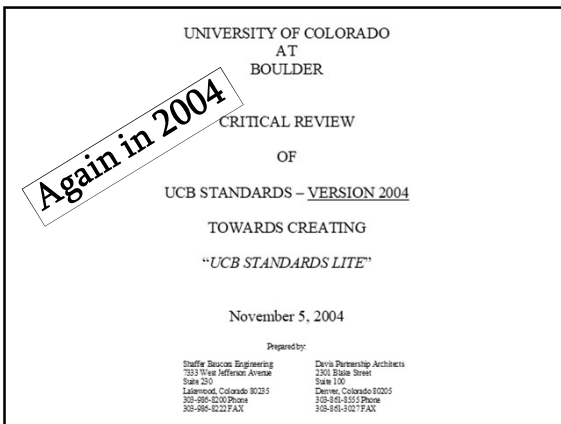 UNIVERSITY OF COLORADO
AT
BOULDER
Again in 2004
CRITICAL REVIEW
OF
UCB STANDARDS – VERSION 2004
TOWARDS CREATING
“UCB STANDARDS LITE”
November 5, 2004
Prepared by:
Shaffer Baucom Engineering
7333 West Jefferson Avenue
Suite 230
Lakewood, Colorado 80235
303-986-8200 Phone
303-986-8222 FAX
Davis Partnership Architects
2301 Blake Street
Suite 100
Denver, Colorado 80205
303-861-8555 Phone
303-861-3027 FAX